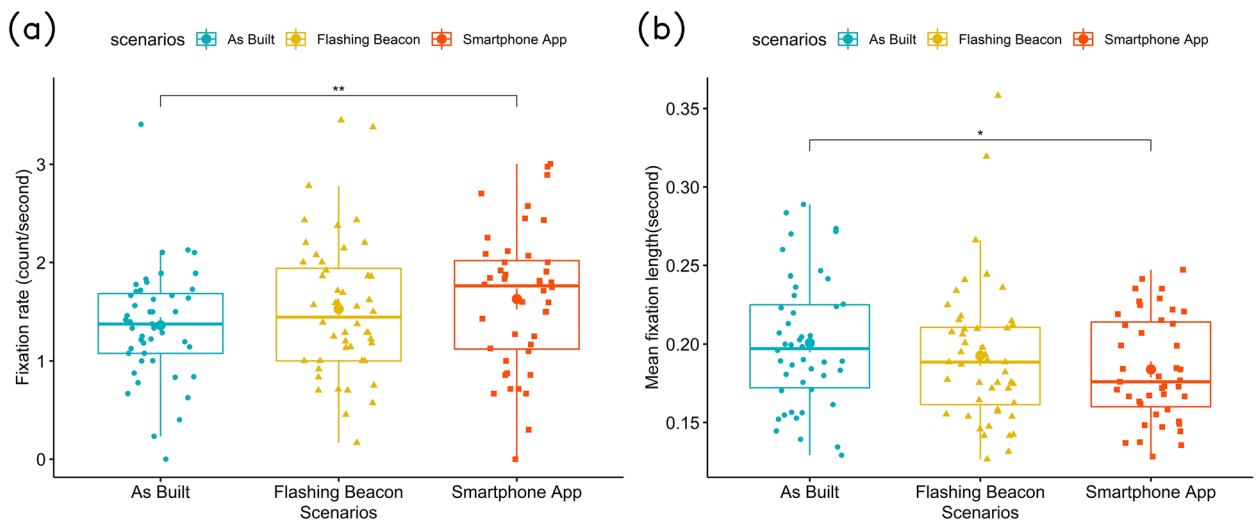 (a)
scenarios As Built Flashing Beacon Smartphone App
**
Fixation rate (count/second)
3
2
1
0
As Built Flashing Beacon Smartphone App
Scenarios
(b)
scenarios As Built Flashing Beacon Smartphone App
*
Mean fixation length(second)
0.35
0.30
0.25
0.20
0.15
As Built Flashing Beacon Smartphone App
Scenarios